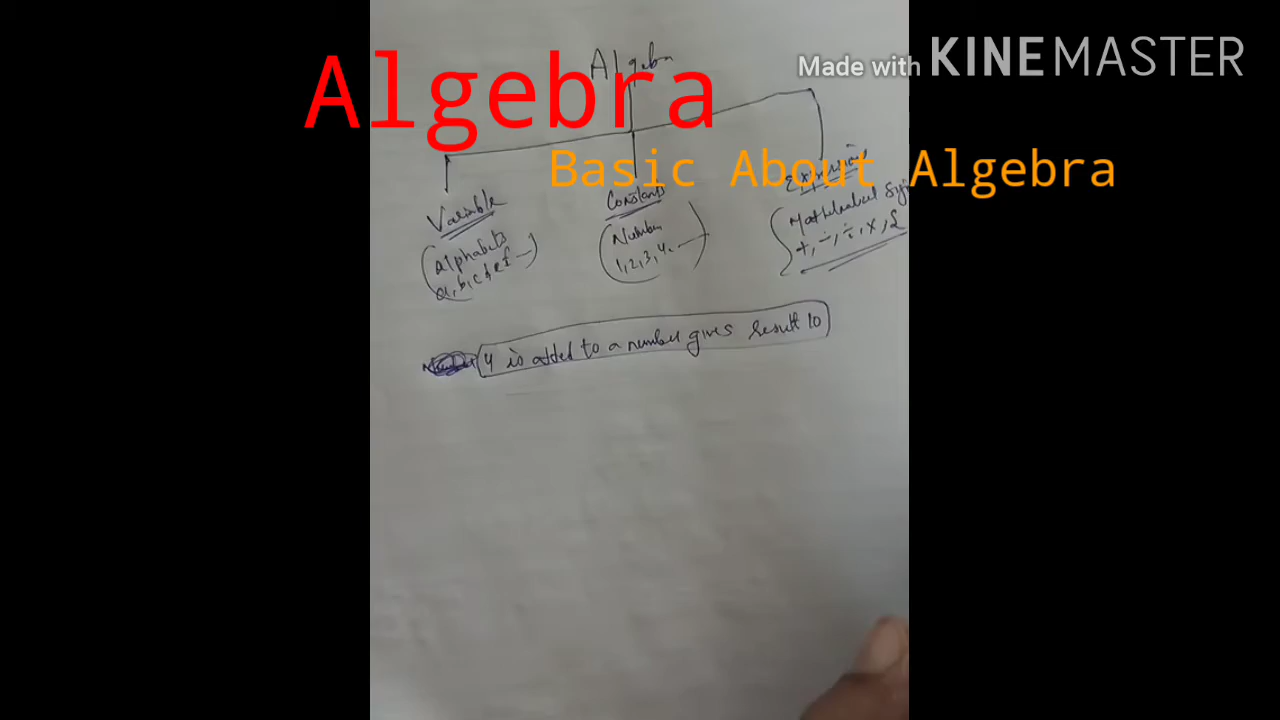 Algebra
Made with KINEMASTER
Algebra
Basic About Algebra
Variable
(alphabets
a, b, c
Constants
(Number
1, 2, 3, 4
Mathematical
+, -, ÷, x,
4 is added to a number gives result 10